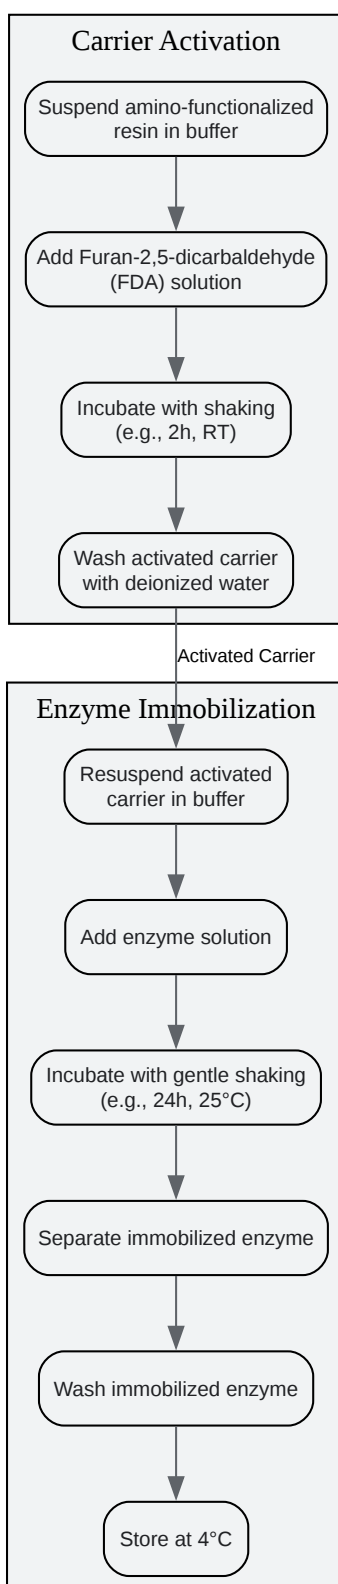 Carrier Activation
Suspend amino-functionalized
resin in buffer
Add Furan-2,5-dicarbaldehyde
(FDA) solution
Incubate with shaking
(e.g., 2h, RT)
Wash activated carrier
with deionized water
Activated Carrier
Enzyme Immobilization
Resuspend activated
carrier in buffer
Add enzyme solution
Incubate with gentle shaking
(e.g., 24h, 25°C)
Separate immobilized enzyme
Wash immobilized enzyme
Store at 4°C